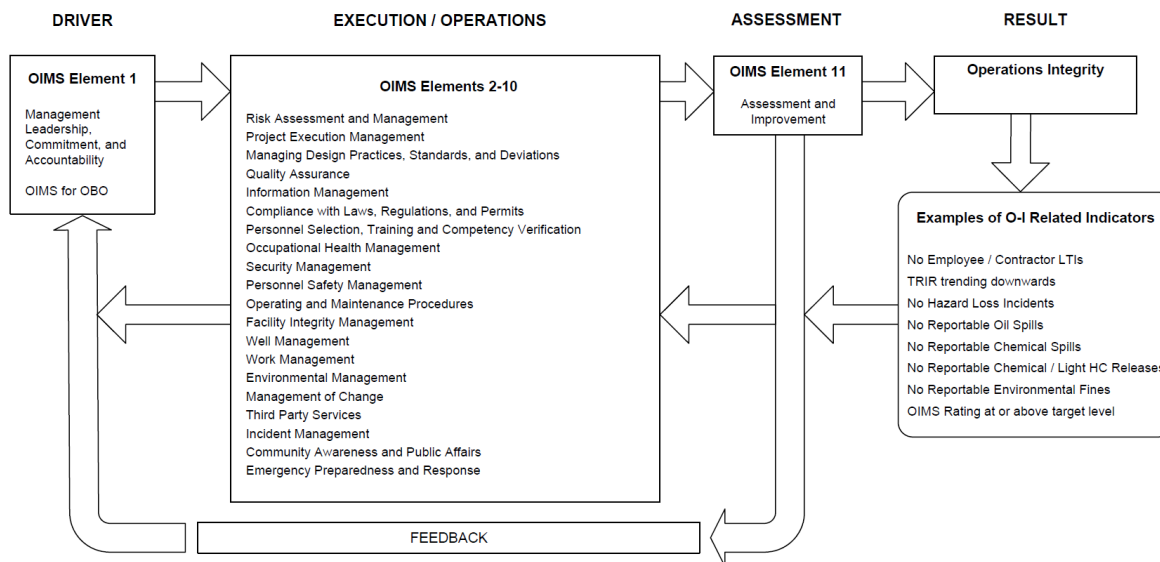 DRIVER
EXECUTION / OPERATIONS
ASSESSMENT
RESULT
OIMS Element 1
Management
Leadership,
Commitment, and
Accountability
OIMS for OBO
OIMS Elements 2-10
Risk Assessment and Management
Project Execution Management
Managing Design Practices, Standards, and Deviations
Quality Assurance
Information Management
Compliance with Laws, Regulations, and Permits
Personnel Selection, Training and Competency Verification
Occupational Health Management
Security Management
Personnel Safety Management
Operating and Maintenance Procedures
Facility Integrity Management
Well Management
Work Management
Environmental Management
Management of Change
Third Party Services
Incident Management
Community Awareness and Public Affairs
Emergency Preparedness and Response
OIMS Element 11
Assessment and
Improvement
Operations Integrity
Examples of O-I Related Indicators
No Employee / Contractor LTIs
TRIR trending downwards
No Hazard Loss Incidents
No Reportable Oil Spills
No Reportable Chemical Spills
No Reportable Chemical / Light HC Releases
No Reportable Environmental Fines
OIMS Rating at or above target level
FEEDBACK